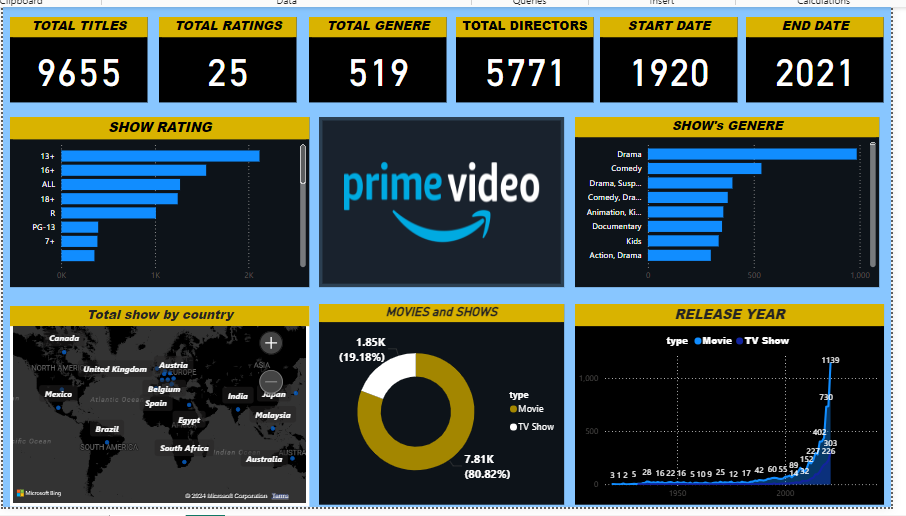 Clipboard
Data
Queries
Insert
Calculations
TOTAL TITLES
TOTAL RATINGS
TOTAL GENERE
TOTAL DIRECTORS
START DATE
END DATE
9655
25
519
5771
1920
2021
SHOW RATING
13+
16+
ALL
18+
R
PG-13
7+
0K
1K
2K
prime video
SHOW's GENERE
Drama
Comedy
Drama, Susp...
Comedy, Dra...
Animation, Ki...
Documentary
Kids
Action, Drama
0
500
1,000
Total show by country
Canada
NORTH AMERICA
United Kingdom
Austria
EUROPE
ASIA
Mexico
Atlantic Ocean
Belgium
Spain
India
Japan
Egypt
Malaysia
Brazil
SOUTH AMERICA
South Africa
Indian
Australia
Microsoft Bing
© 2024 Microsoft Corporation
Terms
MOVIES and SHOWS
1.85K
(19.18%)
type
Movie
TV Show
7.81K
(80.82%)
RELEASE YEAR
type Movie TV Show
1139
1,000
730
500
402
303
227
226
152
89
14
32
3 1 2 5 28 16 22 16 5 10 9 25 12 17 42 60 55
0
1950
2000